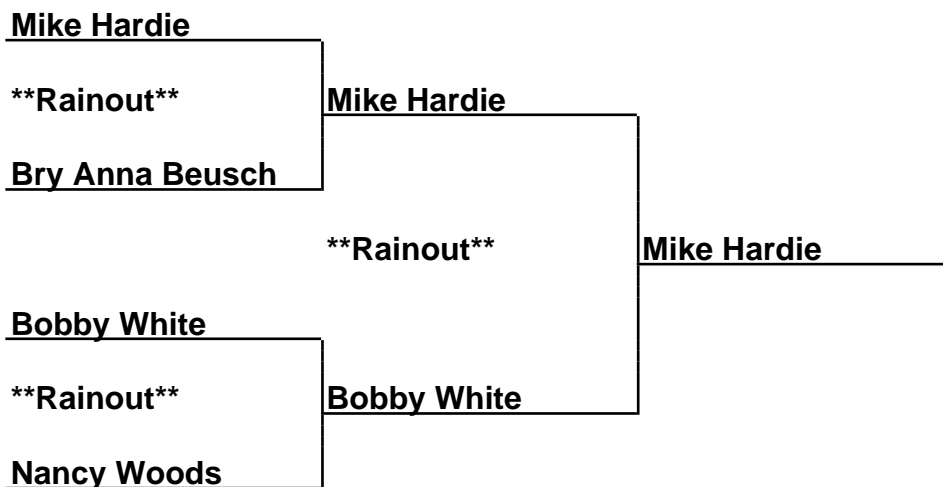 Mike Hardie
**Rainout**
Mike Hardie
Bry Anna Beusch
**Rainout**
Mike Hardie
Bobby White
**Rainout**
Bobby White
Nancy Woods